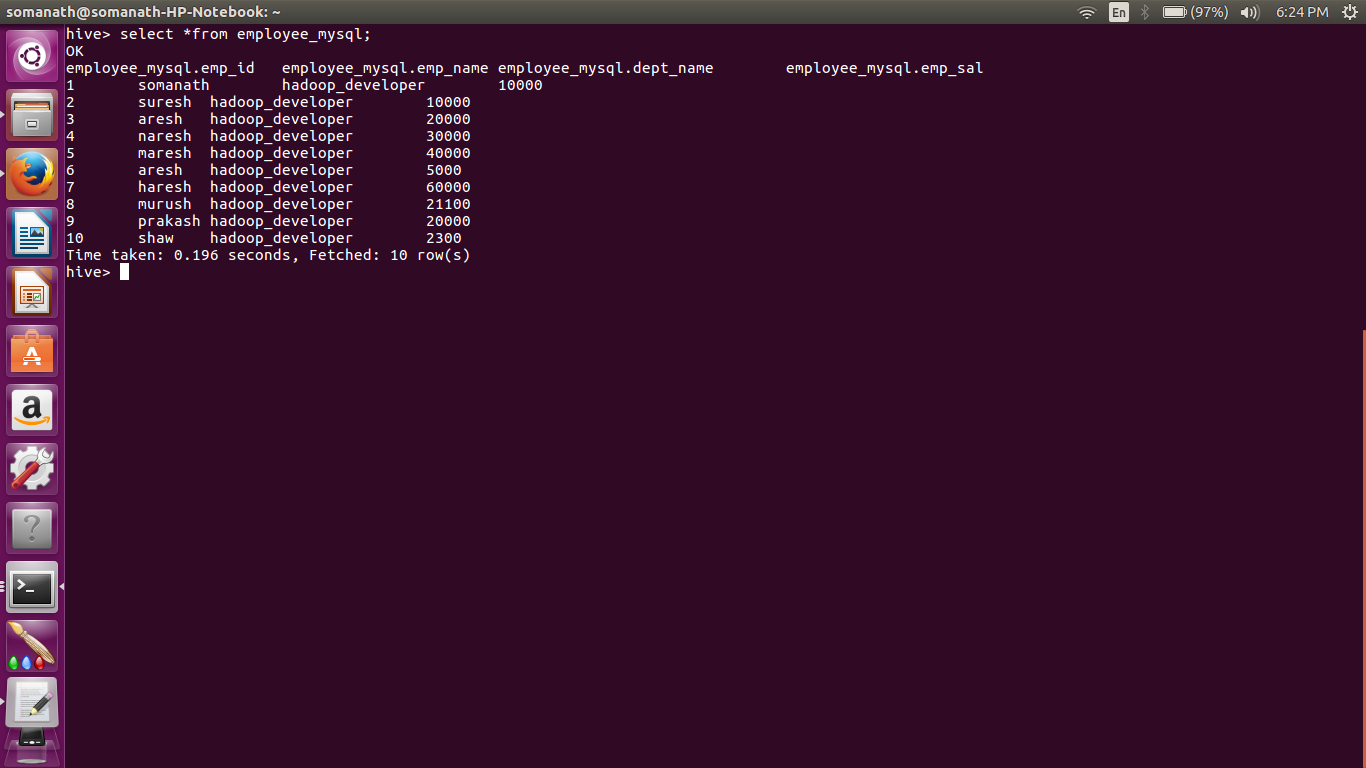 somanath@somanath-HP-Notebook: ~ En (97%) 6:24 PM
hive> select *from employee_mysql;
OK
employee_mysql.emp_id employee_mysql.emp_name employee_mysql.dept_name employee_mysql.emp_sal
1 somanath hadoop_developer 10000
2 suresh hadoop_developer 10000
3 aresh hadoop_developer 20000
4 naresh hadoop_developer 30000
5 maresh hadoop_developer 40000
6 aresh hadoop_developer 5000
7 haresh hadoop_developer 60000
8 murush hadoop_developer 21100
9 prakash hadoop_developer 20000
10 shaw hadoop_developer 2300
Time taken: 0.196 seconds, Fetched: 10 row(s)
hive>